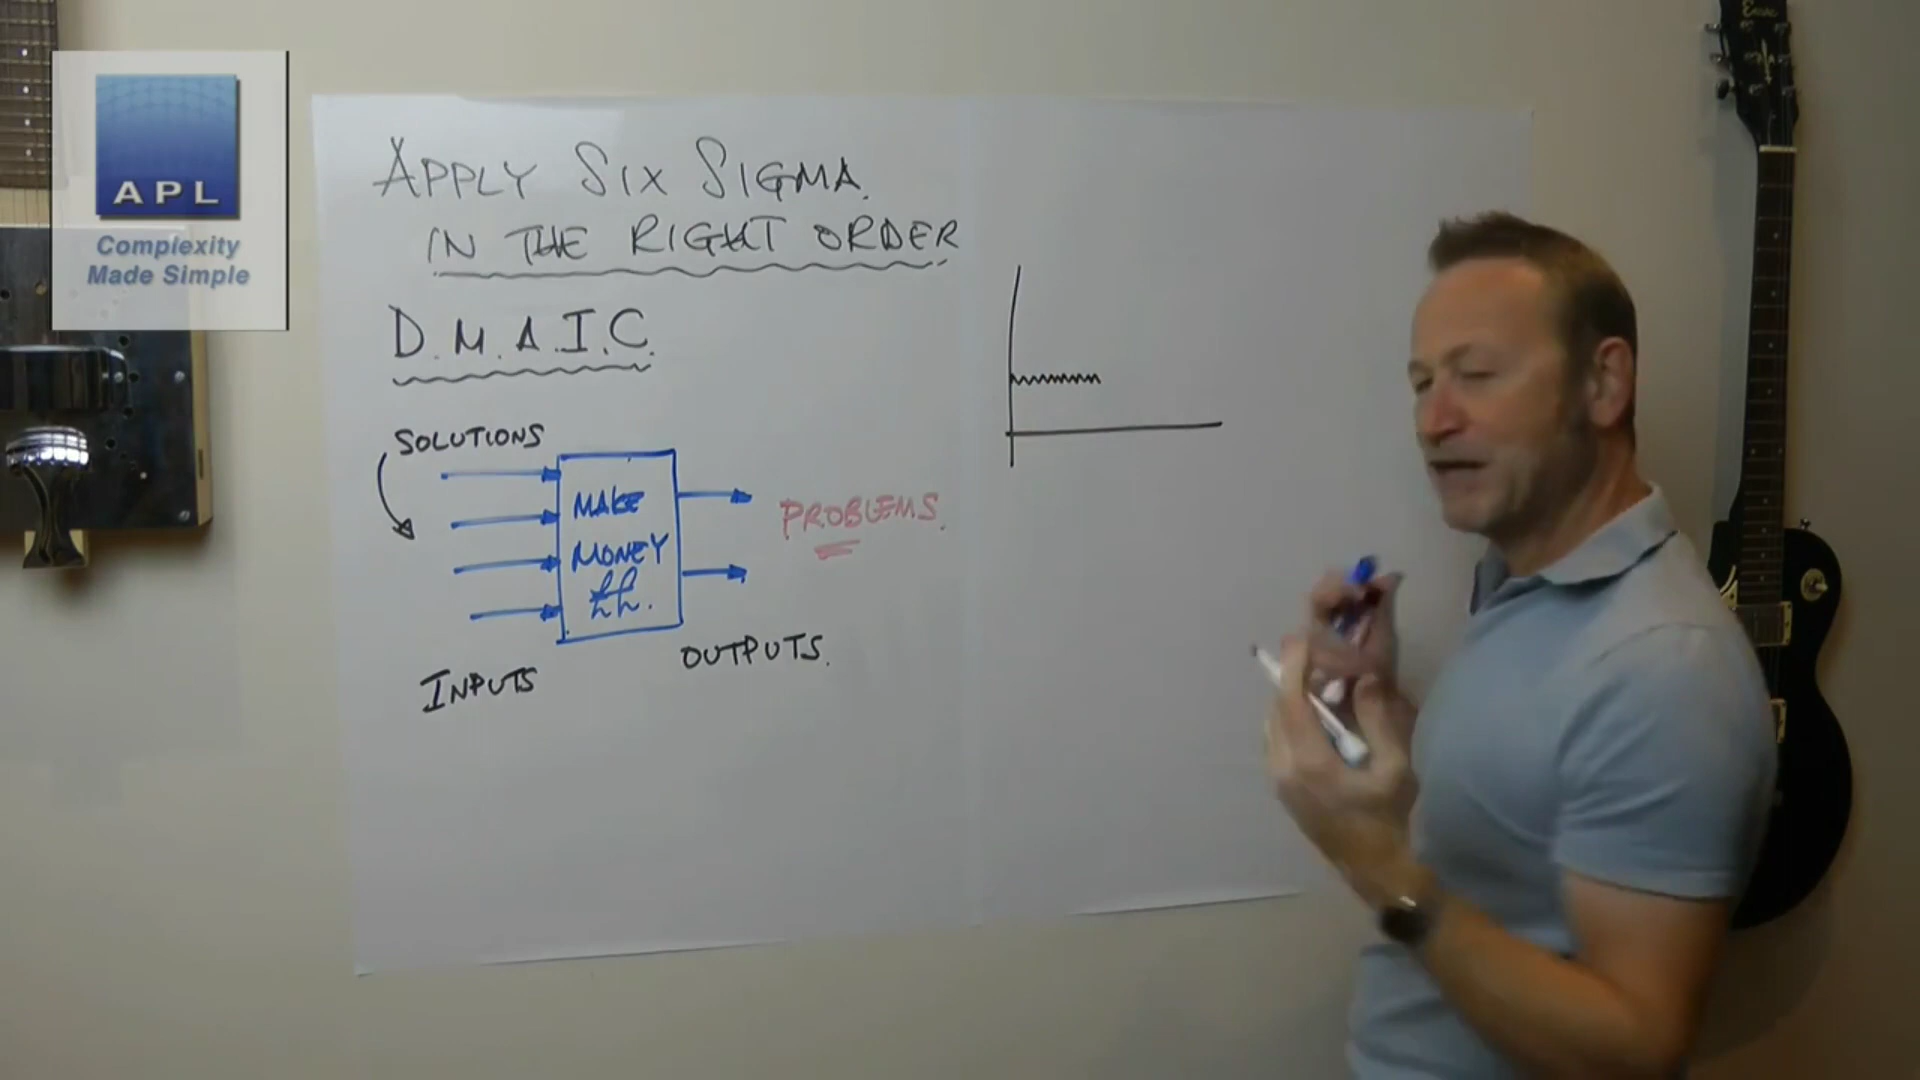 APL
Complexity
Made Simple
APPLY SIX SIGMA.
IN THE RIGHT ORDER
D.M.A.I.C.
SOLUTIONS
MAKE
MONEY
££.
PROBLEMS.
OUTPUTS.
INPUTS